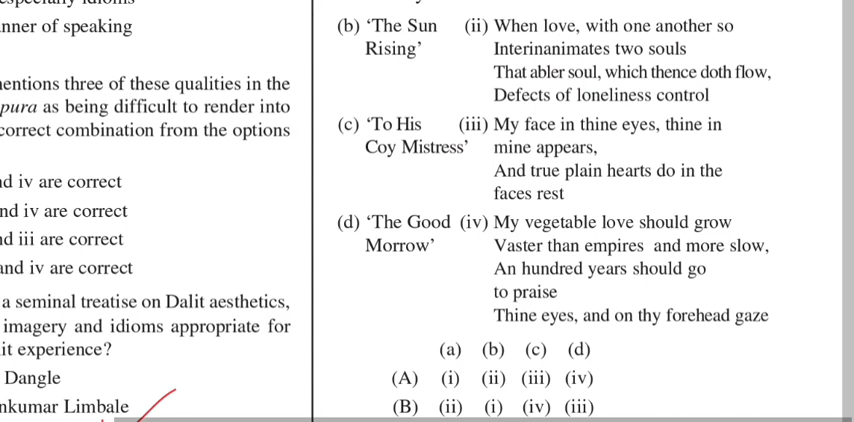 nner of speaking
entions three of these qualities in the
pura as being difficult to render into
correct combination from the options
d iv are correct
nd iv are correct
d iii are correct
and iv are correct
a seminal treatise on Dalit aesthetics,
imagery and idioms appropriate for
it experience?
Dangle
nkumar Limbale
(b) ‘The Sun (ii) When love, with one another so
Rising’ Interinanimates two souls
That abler soul, which thence doth flow,
Defects of loneliness control
(c) ‘To His (iii) My face in thine eyes, thine in
Coy Mistress’ mine appears,
And true plain hearts do in the
faces rest
(d) ‘The Good (iv) My vegetable love should grow
Morrow’ Vaster than empires and more slow,
An hundred years should go
to praise
Thine eyes, and on thy forehead gaze
(a) (b) (c) (d)
(A) (i) (ii) (iii) (iv)
(B) (ii) (i) (iv) (iii)